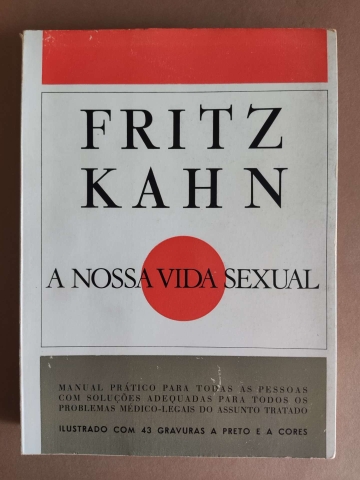 FRITZ
KAHN
A NOSSA VIDA SEXUAL
MANUAL PRÁTICO PARA TODAS AS PESSOAS
COM SOLUÇÕES ADEQUADAS PARA TODOS OS
PROBLEMAS MÉDICO-LEGAIS DO ASSUNTO TRATADO
ILUSTRADO COM 43 GRAVURAS A PRETO E A CORES